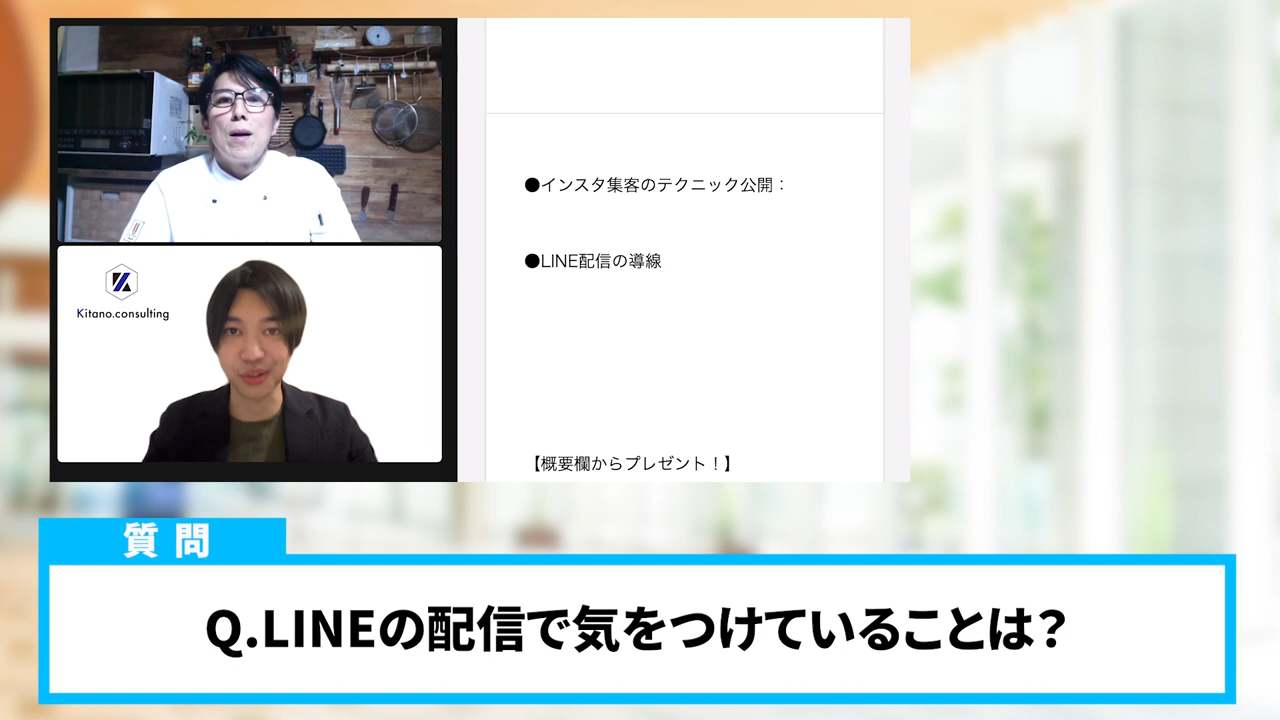 ●インスタ集客のテクニック公開：
●LINE配信の導線
Kitano.consulting
【概要欄からプレゼント！】
質問
Q.LINEの配信で気をつけていることは？